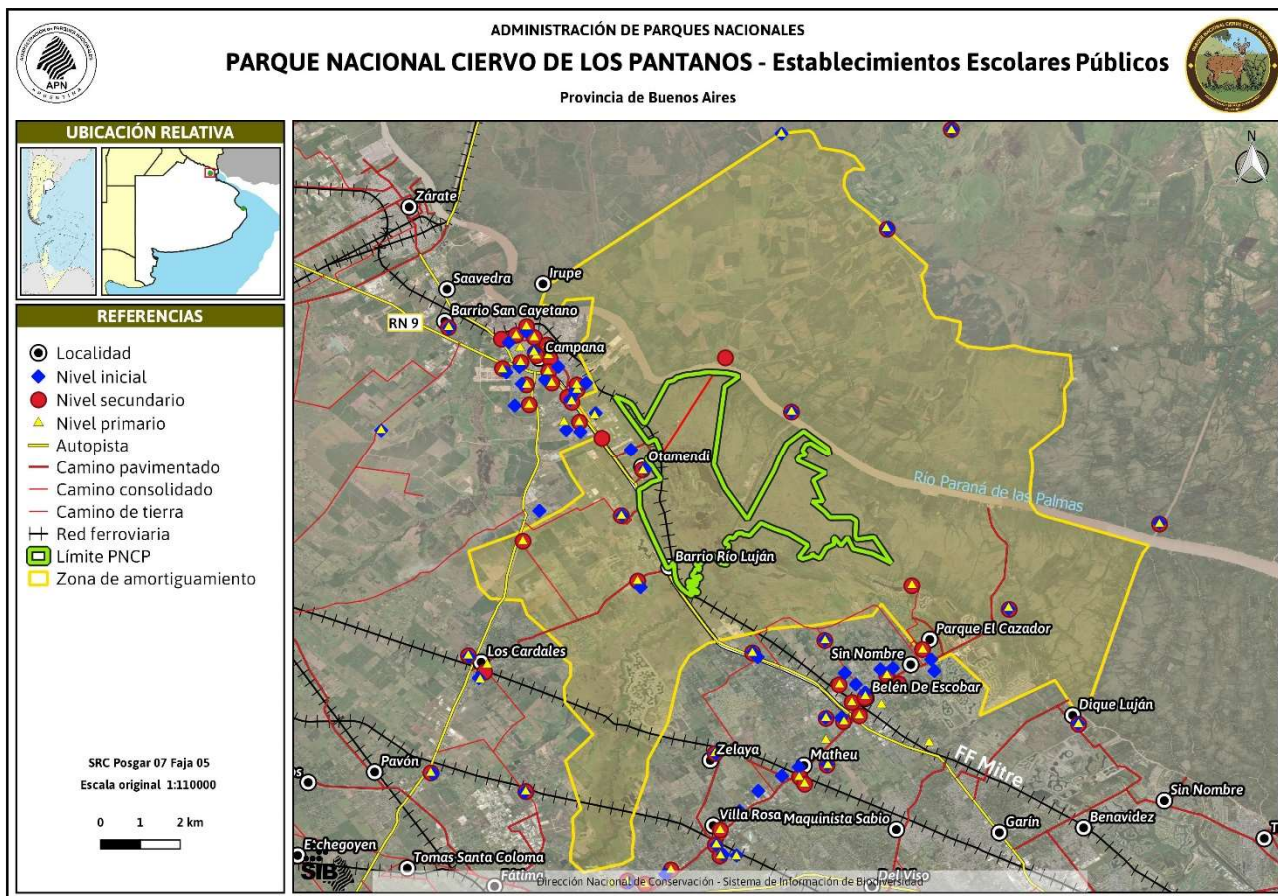 ADMINISTRACIÓN DE PARQUES NACIONALES
PARQUE NACIONAL CIERVO DE LOS PANTANOS - Establecimientos Escolares Públicos
Provincia de Buenos Aires
APN
UBICACIÓN RELATIVA
REFERENCIAS
Localidad
Nivel inicial
Nivel secundario
Nivel primario
Autopista
Camino pavimentado
Camino consolidado
Camino de tierra
Red ferroviaria
Límite PNCP
Zona de amortiguamiento
SRC Posgar 07 Faja 05
Escala original 1:110000
0 1 2 km
N
Zárate
Saavedra
Irupe
Barrio San Cayetano
RN 9
Campana
Otamendi
Río Paraná de las Palmas
Barrio Río Luján
Parque El Cazador
Sin Nombre
Los Cardales
Belén De Escobar
Dique Luján
Zelaya
Matheu
FF Mitre
Pavón
Sin Nombre
Villa Rosa
Maquinista Sabio
Garín
Benavidez
Etchegoyen
Tomas Santa Coloma
Fátima
Del Viso
SIB
Dirección Nacional de Conservación - Sistema de Información de Biodiversidad